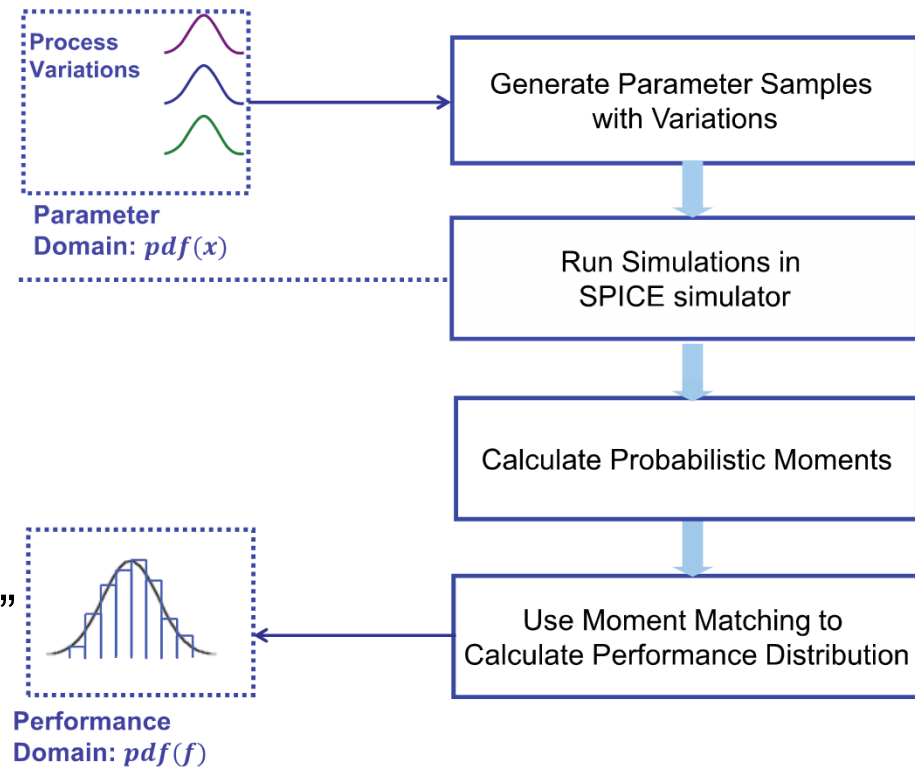 Process
Variations
Generate Parameter Samples
with Variations
Parameter
Domain: pdf(x)
Run Simulations in
SPICE simulator
Calculate Probabilistic Moments
”
Use Moment Matching to
Calculate Performance Distribution
Performance
Domain: pdf(f)